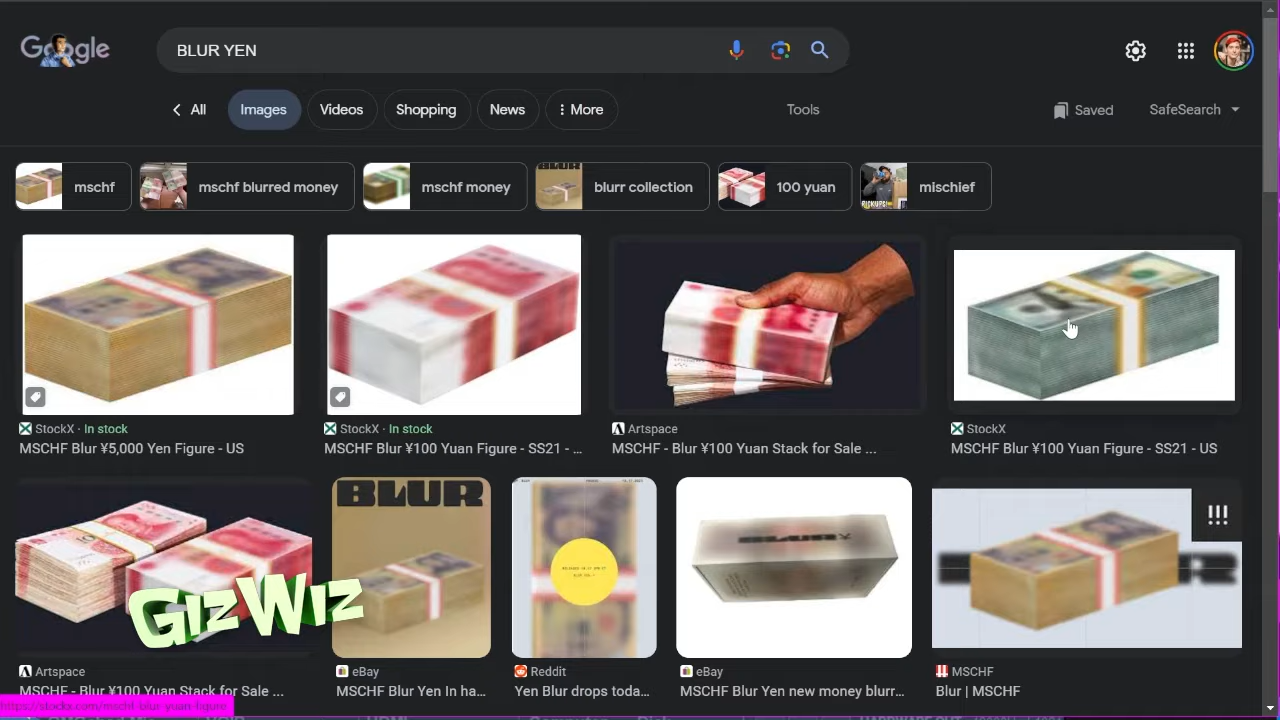 Google
BLUR YEN
All
Images
Videos
Shopping
News
More
Tools
Saved
SafeSearch
mschf
mschf blurred money
mschf money
BLUR
blurr collection
100 yuan
PICKUPS!
mischief
StockX · In stock
MSCHF Blur ¥5,000 Yen Figure - US
StockX · In stock
MSCHF Blur ¥100 Yuan Figure - SS21 - ...
Artspace
MSCHF - Blur ¥100 Yuan Stack for Sale ...
StockX
MSCHF Blur ¥100 Yuan Figure - SS21 - US
BLUR
BLUR
GizWiz
Artspace
MSCHF - Blur ¥100 Yuan Stack for Sale ...
eBay
MSCHF Blur Yen In ha...
Reddit
Yen Blur drops toda...
eBay
MSCHF Blur Yen new money blurr...
MSCHF
Blur | MSCHF
https://stockx.com/mschf-blur-yuan-figure